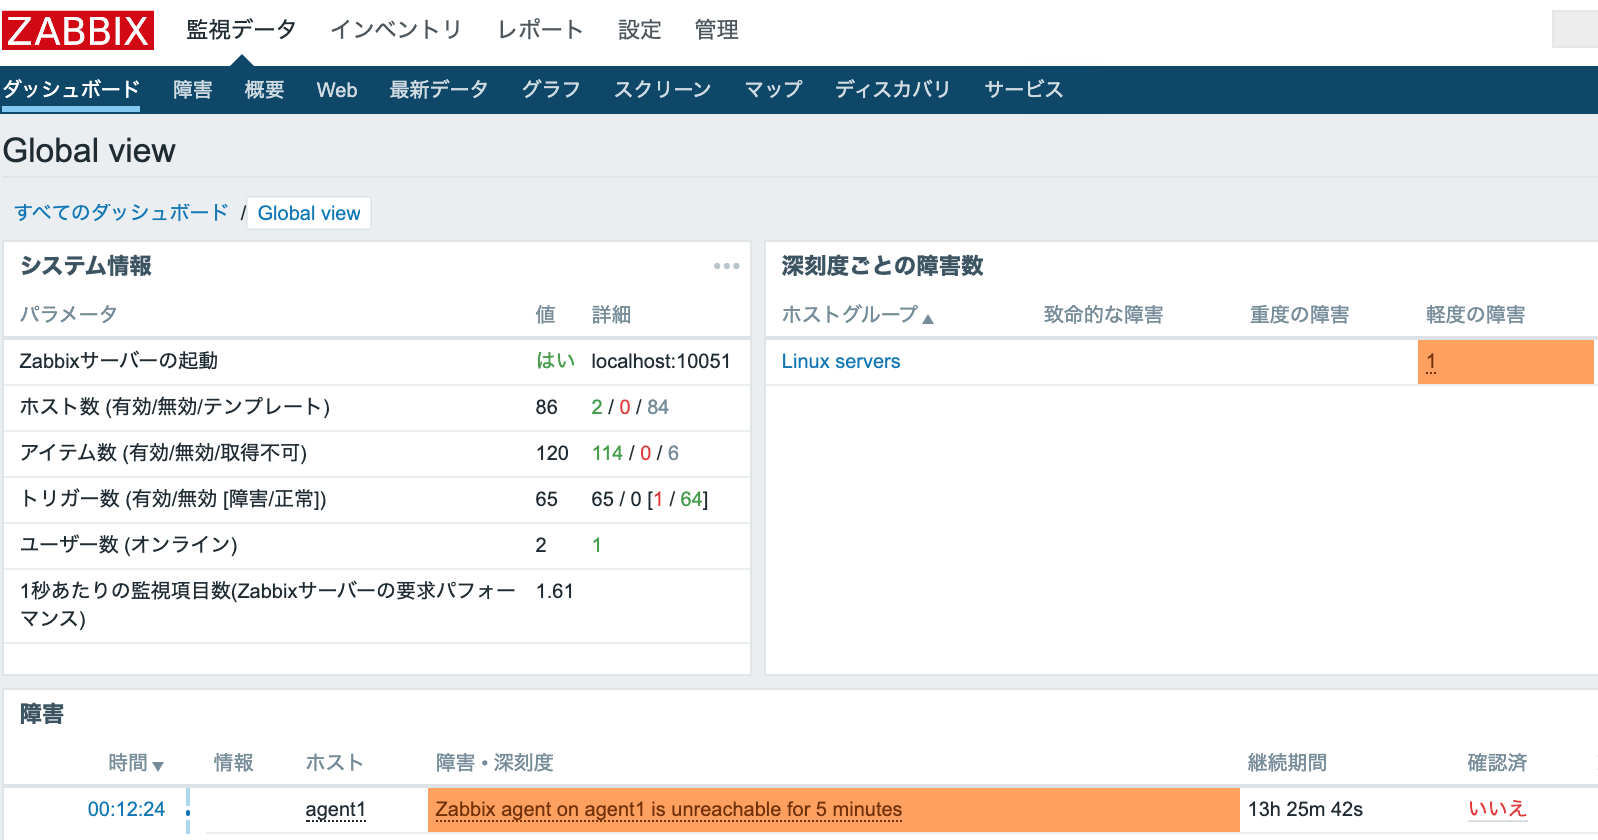 ZABBIX 監視データ インベントリ レポート 設定 管理
ダッシュボード 障害 概要 Web 最新データ グラフ スクリーン マップ ディスカバリ サービス
Global view
すべてのダッシュボード / Global view
システム情報
パラメータ 値 詳細
Zabbixサーバーの起動 はい localhost:10051
ホスト数 (有効/無効/テンプレート) 86 2 / 0 / 84
アイテム数 (有効/無効/取得不可) 120 114 / 0 / 6
トリガー数 (有効/無効 [障害/正常]) 65 65 / 0 [1 / 64]
ユーザー数 (オンライン) 2 1
1秒あたりの監視項目数(Zabbixサーバーの要求パフォー 1.61
マンス)
深刻度ごとの障害数
ホストグループ▲ 致命的な障害 重度の障害 軽度の障害
Linux servers 1
障害
時間▼ 情報 ホスト 障害・深刻度 継続期間 確認済
00:12:24 agent1 Zabbix agent on agent1 is unreachable for 5 minutes 13h 25m 42s いいえ